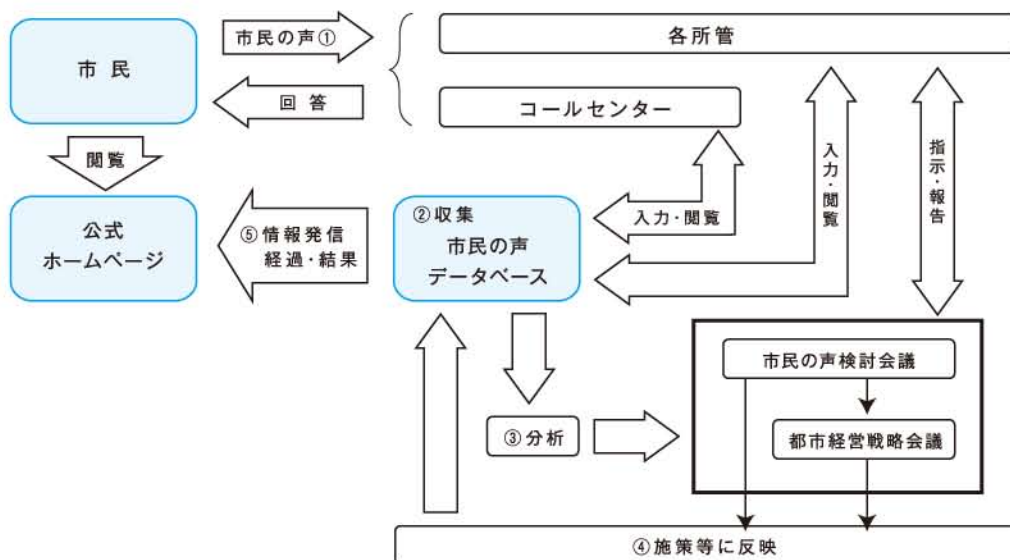 市民
市民の声①
各所管
回答
コールセンター
閲覧
入力・閲覧
指示・報告
公式
ホームページ
⑤情報発信
経過・結果
②収集
市民の声
データベース
入力・閲覧
市民の声検討会議
③分析
都市経営戦略会議
④施策等に反映